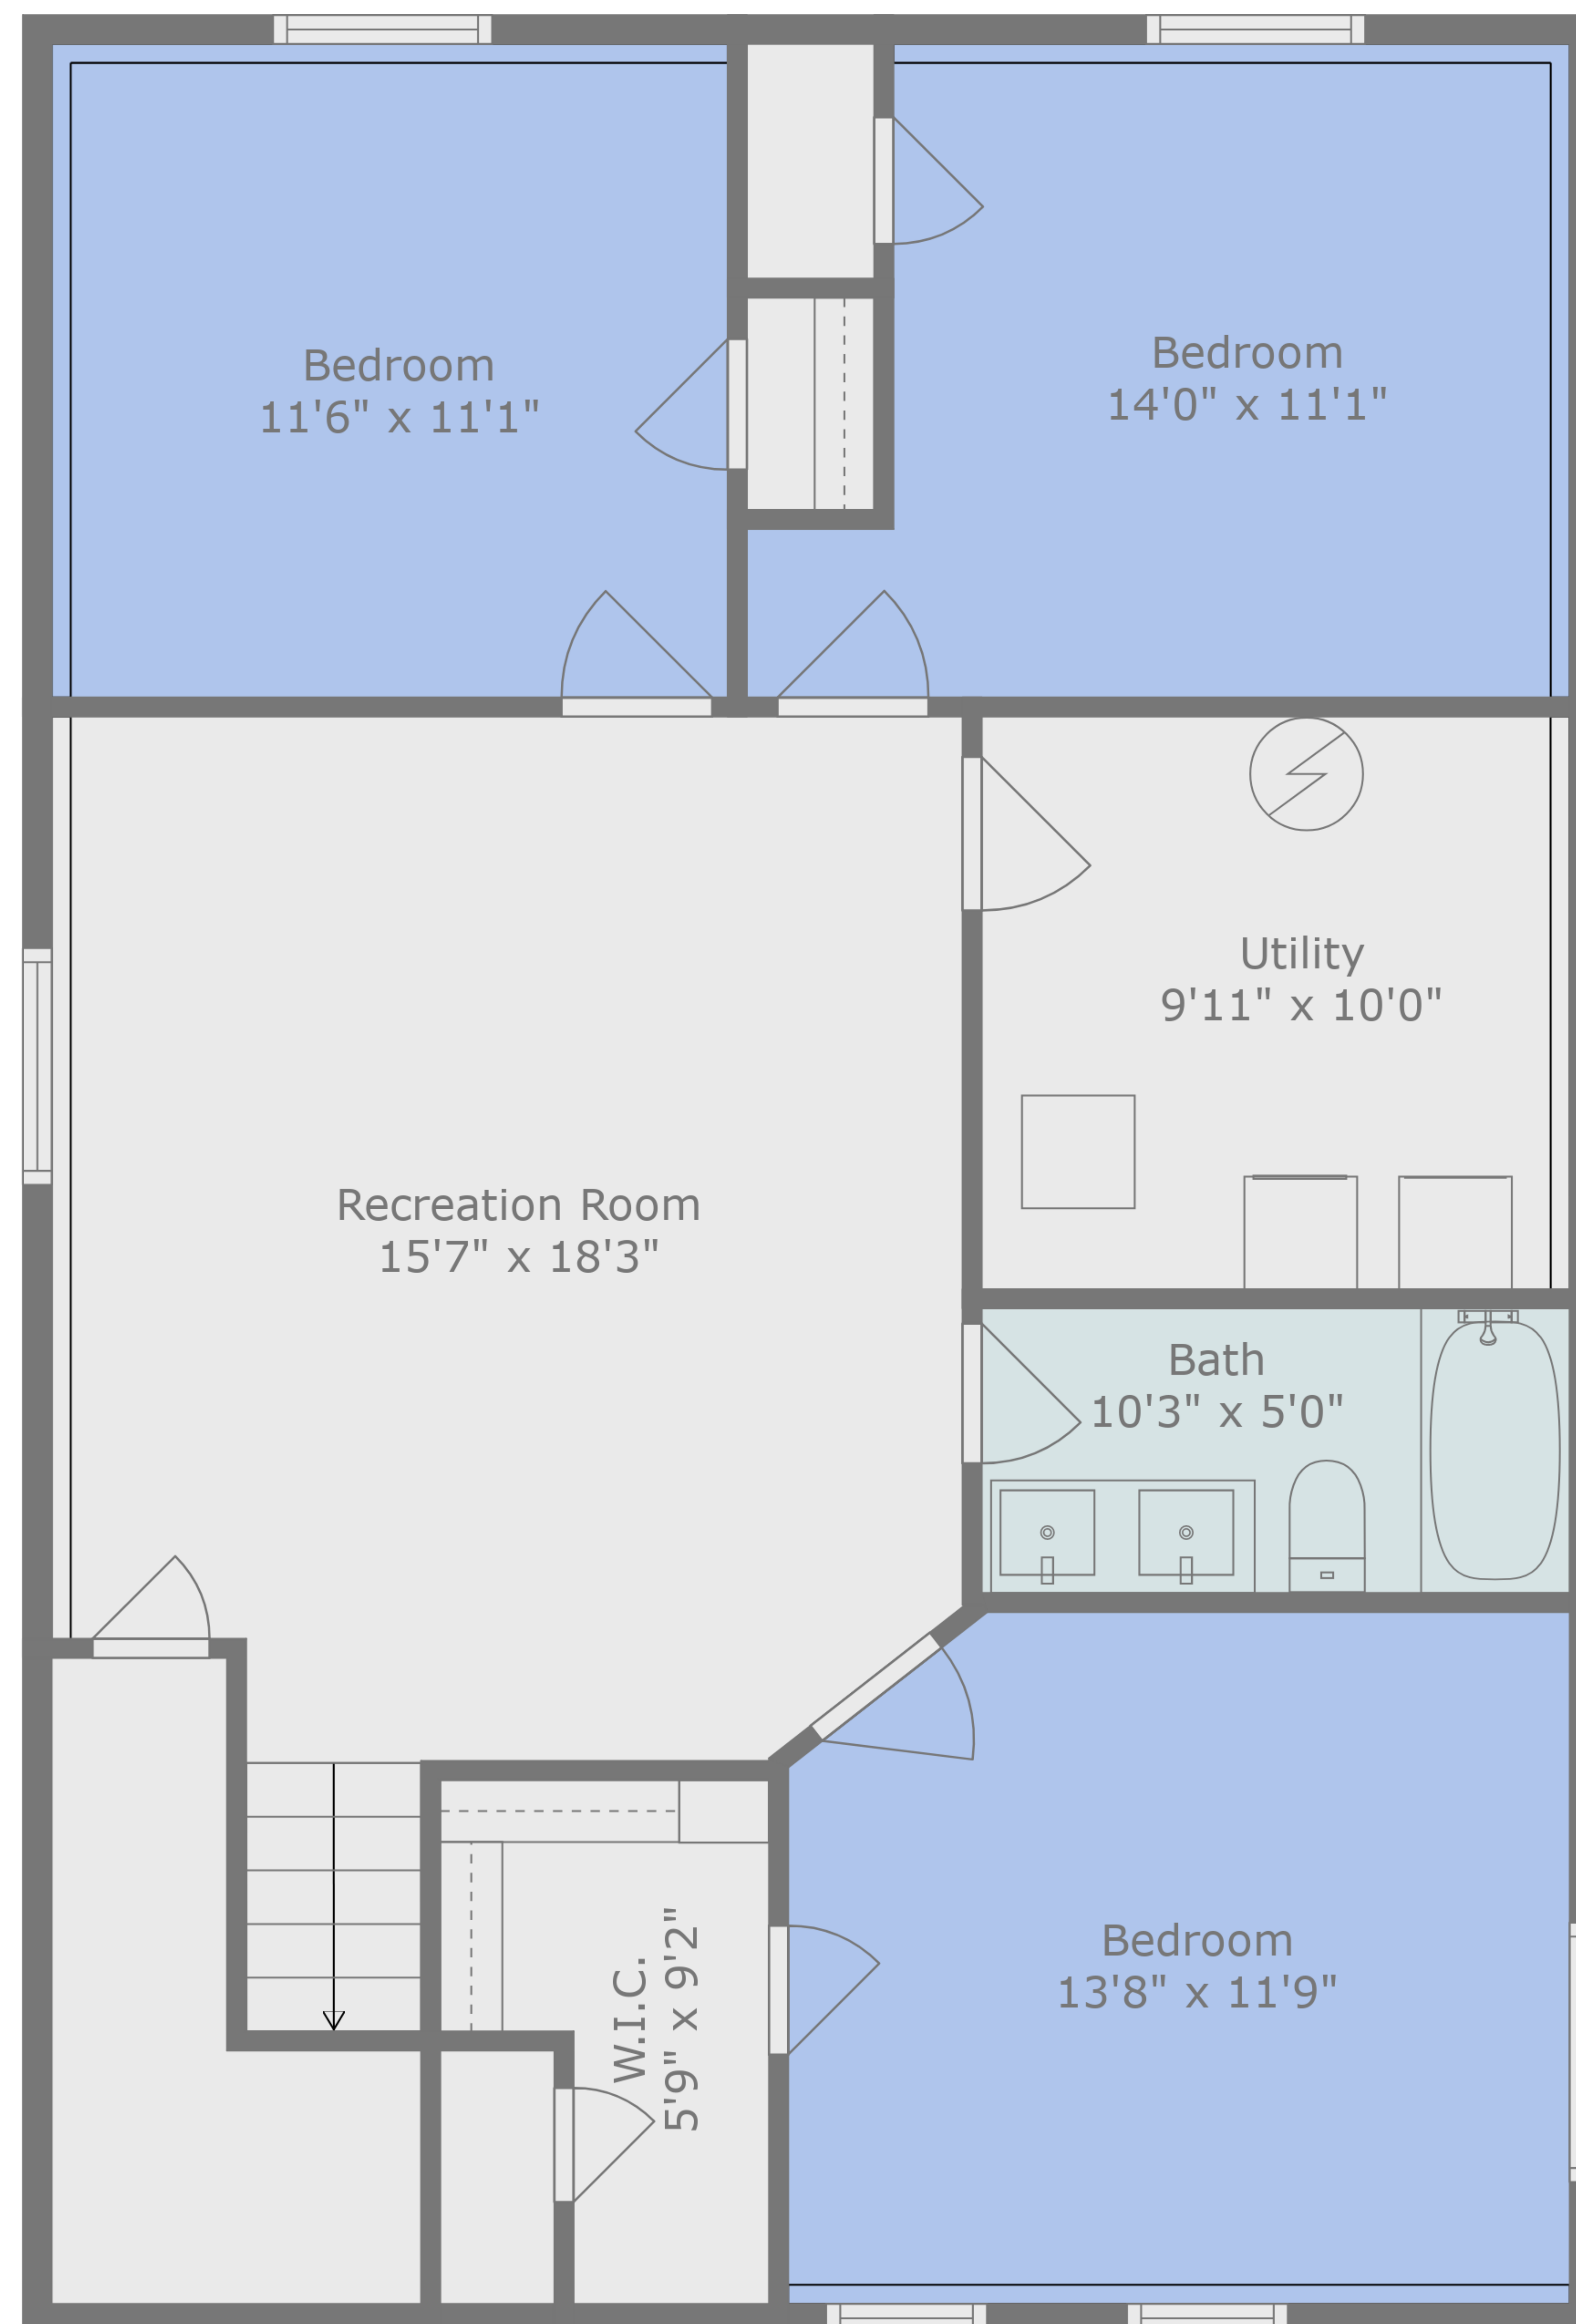 Bedroom
11'6" x 11'1"
Bedroom
14'0" x 11'1"
Utility
9'11" x 10'0"
Recreation Room
15'7" x 18'3"
Bath
10'3" x 5'0"
W.I.C.
5'9" x 9'2"
Bedroom
13'8" x 11'9"